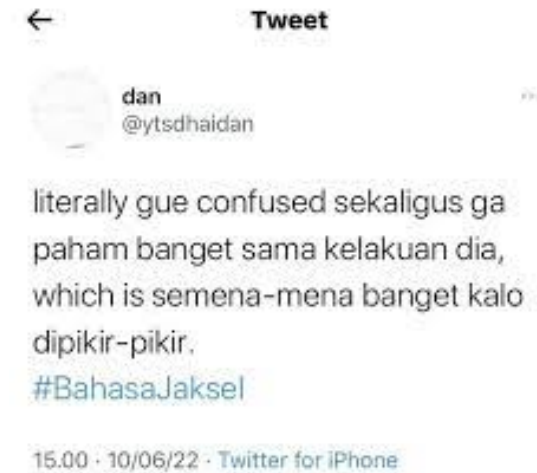 Tweet
dan
@ytsdhaidan
literally gue confused sekaligus ga
paham banget sama kelakuan dia,
which is semena-mena banget kalo
dipikir-pikir.
#BahasaJaksel
15.00 · 10/06/22 · Twitter for iPhone